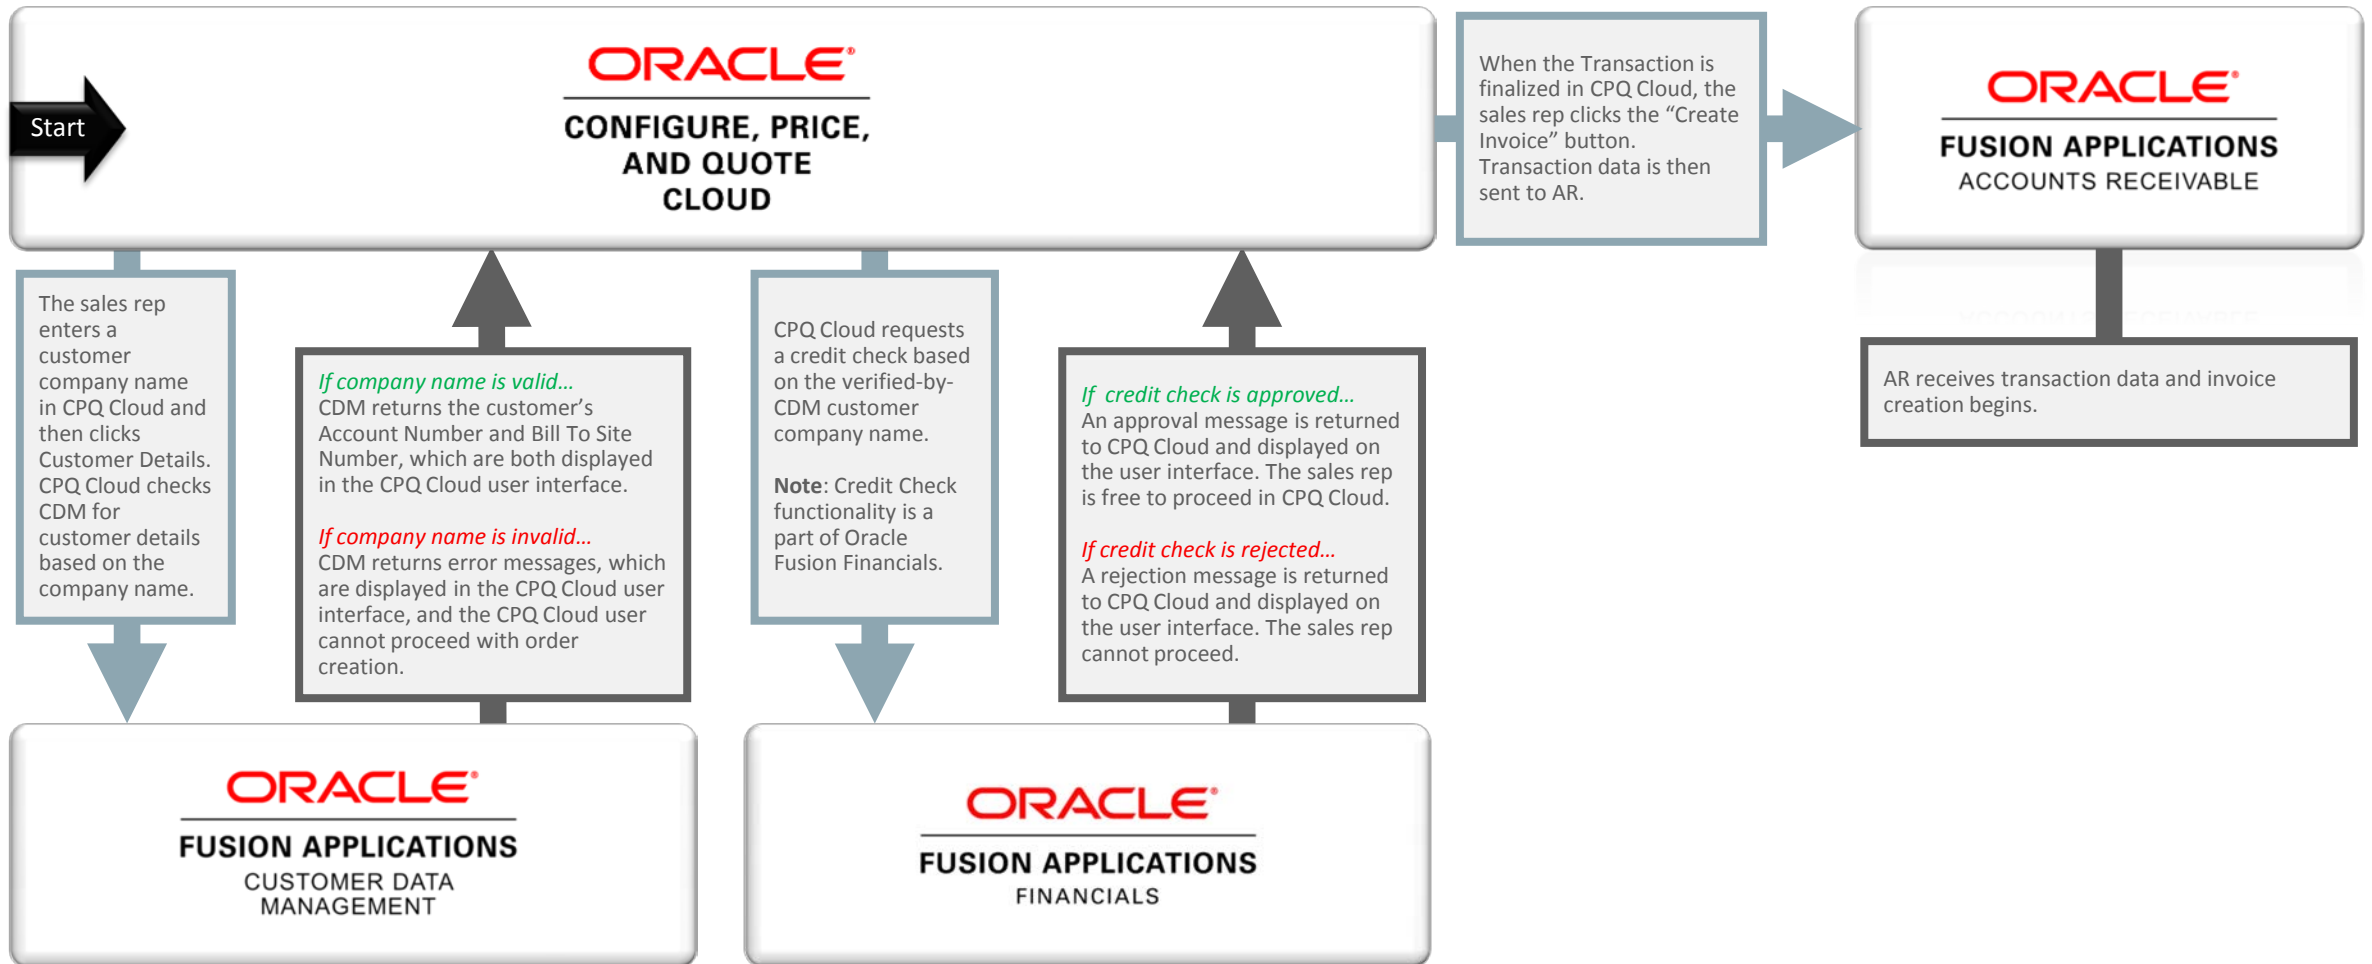 Start
ORACLE®
CONFIGURE, PRICE,
AND QUOTE
CLOUD
When the Transaction is
finalized in CPQ Cloud, the
sales rep clicks the “Create
Invoice” button.
Transaction data is then
sent to AR.
ORACLE®
FUSION APPLICATIONS
ACCOUNTS RECEIVABLE
The sales rep
enters a
customer
company name
in CPQ Cloud and
then clicks
Customer Details.
CPQ Cloud checks
CDM for
customer details
based on the
company name.
If company name is valid…
CDM returns the customer’s
Account Number and Bill To Site
Number, which are both displayed
in the CPQ Cloud user interface.
If company name is invalid…
CDM returns error messages, which
are displayed in the CPQ Cloud user
interface, and the CPQ Cloud user
cannot proceed with order
creation.
CPQ Cloud requests
a credit check based
on the verified-by-
CDM customer
company name.
Note: Credit Check
functionality is a
part of Oracle
Fusion Financials.
If  credit check is approved…
An approval message is returned
to CPQ Cloud and displayed on
the user interface. The sales rep
is free to proceed in CPQ Cloud.
If credit check is rejected…
A rejection message is returned
to CPQ Cloud and displayed on
the user interface. The sales rep
cannot proceed.
AR receives transaction data and invoice
creation begins.
ORACLE®
FUSION APPLICATIONS
CUSTOMER DATA
MANAGEMENT
ORACLE®
FUSION APPLICATIONS
FINANCIALS